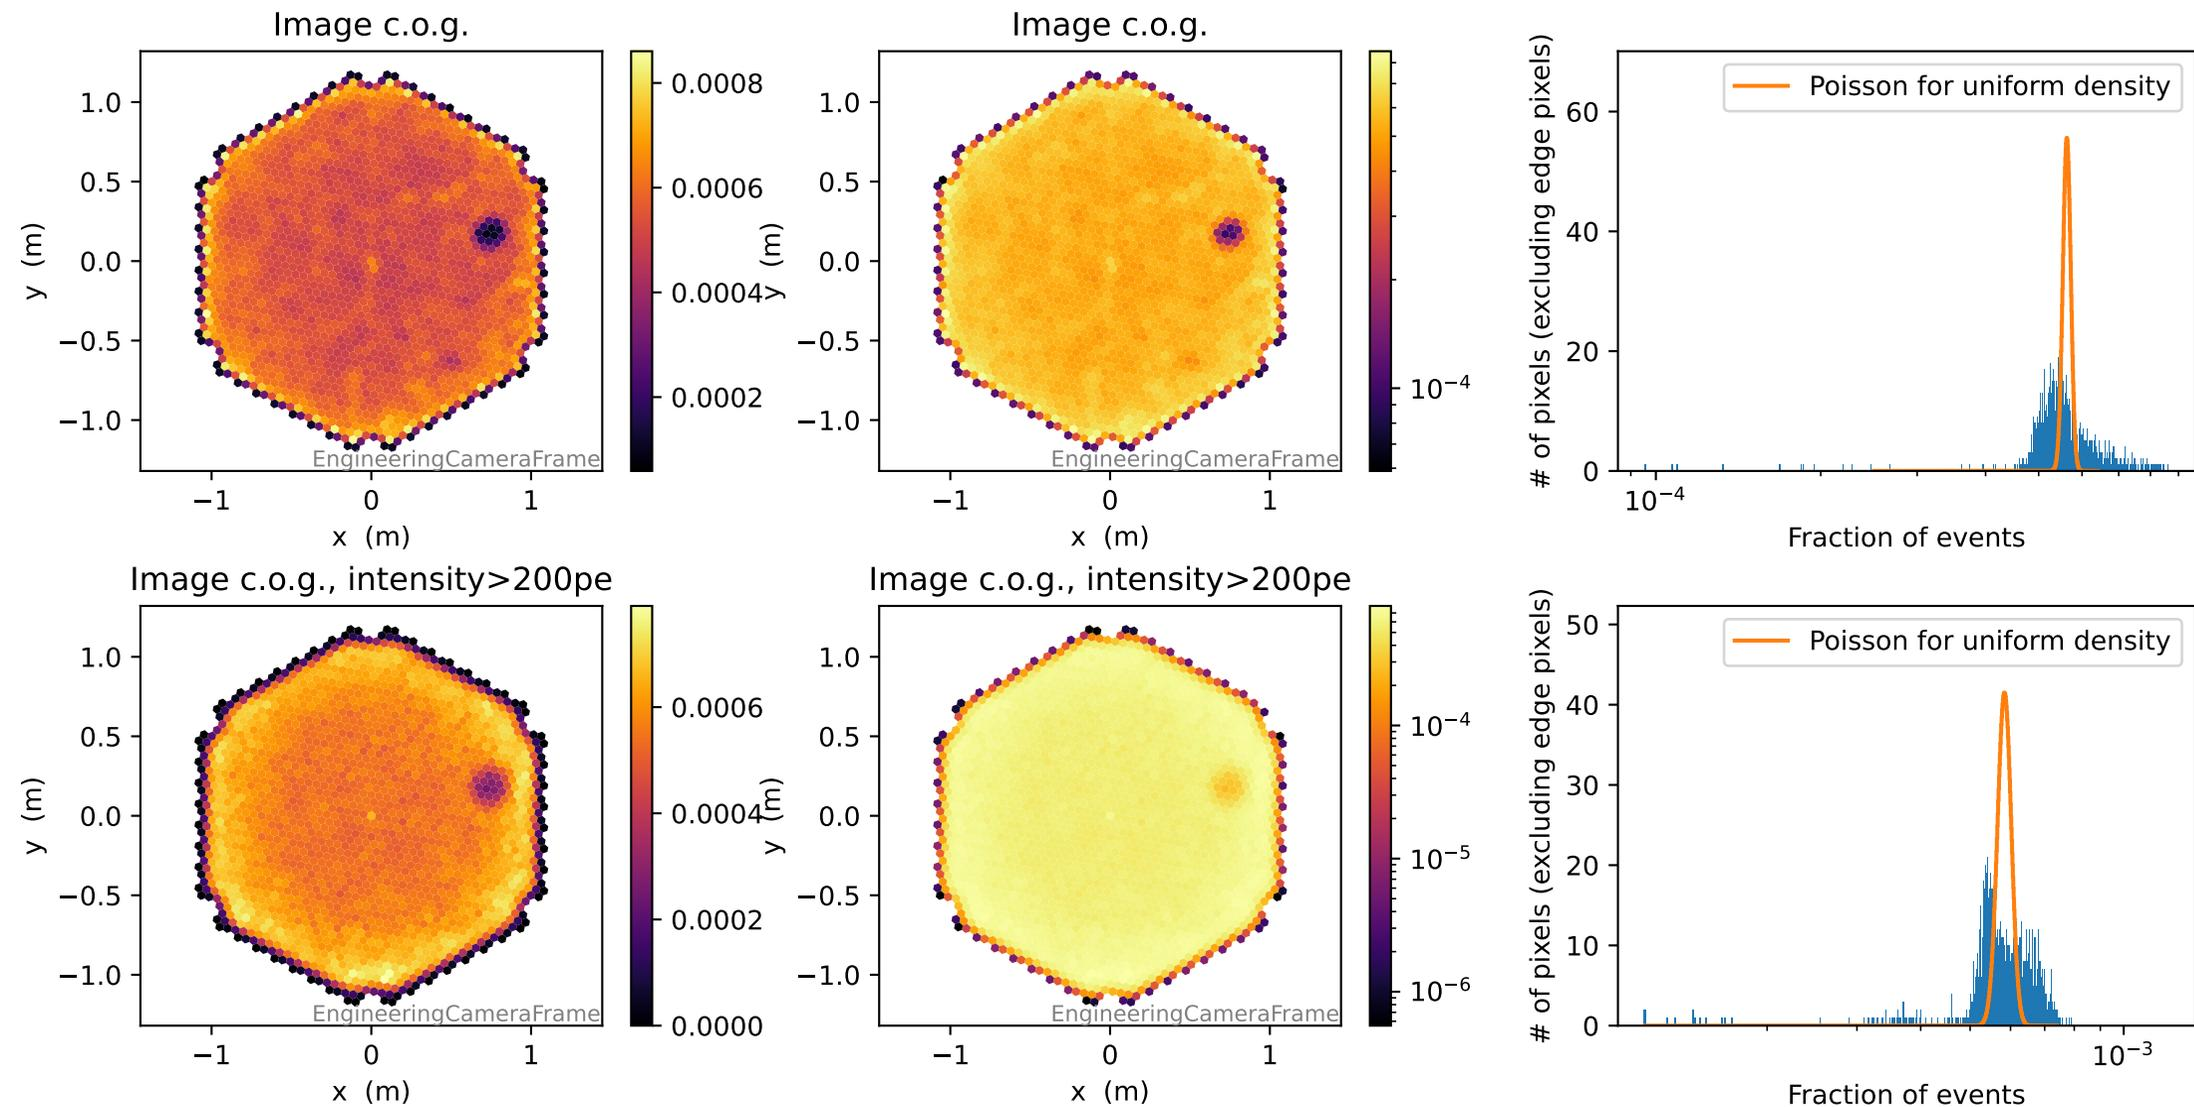 Image c.o.g.
1.0
0.5
0.0
−0.5
−1.0
y (m)
EngineeringCameraFrame
−1
0
1
x (m)
0.0008
0.0006
0.0004
0.0002
Image c.o.g.
1.0
0.5
0.0
−0.5
−1.0
y (m)
EngineeringCameraFrame
−1
0
1
x (m)
10⁻⁴
# of pixels (excluding edge pixels)
60
40
20
0
Poisson for uniform density
10⁻⁴
Fraction of events
Image c.o.g., intensity>200pe
1.0
0.5
0.0
−0.5
−1.0
y (m)
EngineeringCameraFrame
−1
0
1
x (m)
0.0006
0.0004
0.0002
0.0000
Image c.o.g., intensity>200pe
1.0
0.5
0.0
−0.5
−1.0
y (m)
EngineeringCameraFrame
−1
0
1
x (m)
10⁻⁴
10⁻⁵
10⁻⁶
# of pixels (excluding edge pixels)
50
40
30
20
10
0
Poisson for uniform density
10⁻³
Fraction of events